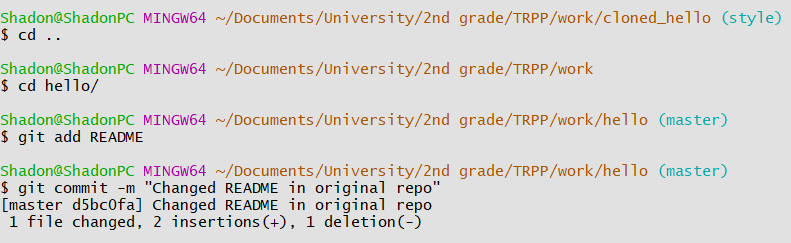 Shadon@ShadonPC MINGW64 ~/Documents/University/2nd grade/TRPP/work/cloned_hello (style)
$ cd ..
Shadon@ShadonPC MINGW64 ~/Documents/University/2nd grade/TRPP/work
$ cd hello/
Shadon@ShadonPC MINGW64 ~/Documents/University/2nd grade/TRPP/work/hello (master)
$ git add README
Shadon@ShadonPC MINGW64 ~/Documents/University/2nd grade/TRPP/work/hello (master)
$ git commit -m "Changed README in original repo"
[master d5bc0fa] Changed README in original repo
 1 file changed, 2 insertions(+), 1 deletion(-)